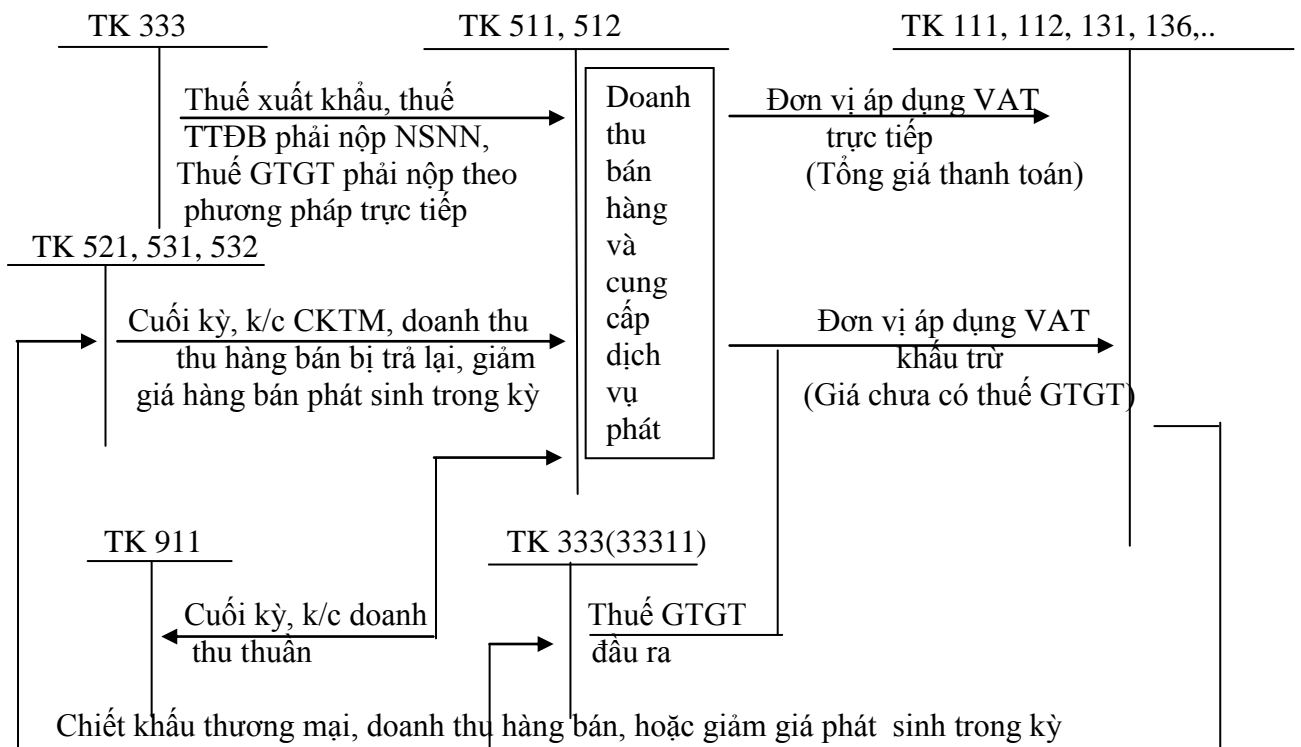 TK 333
TK 511, 512
TK 111, 112, 131, 136,..
Thuế xuất khẩu, thuế
TTĐB phải nộp NSNN,
Thuế GTGT phải nộp theo
phương pháp trực tiếp
Doanh
thu
bán
hàng
và
cung
cấp
dịch
vụ
phát
Đơn vị áp dụng VAT
trực tiếp
(Tổng giá thanh toán)
TK 521, 531, 532
Cuối kỳ, k/c CKTM, doanh thu
thu hàng bán bị trả lại, giảm
giá hàng bán phát sinh trong kỳ
Đơn vị áp dụng VAT
khấu trừ
(Giá chưa có thuế GTGT)
TK 911
TK 333(33311)
Cuối kỳ, k/c doanh
thu thuần
Thuế GTGT
đầu ra
Chiết khấu thương mại, doanh thu hàng bán, hoặc giảm giá phát sinh trong kỳ